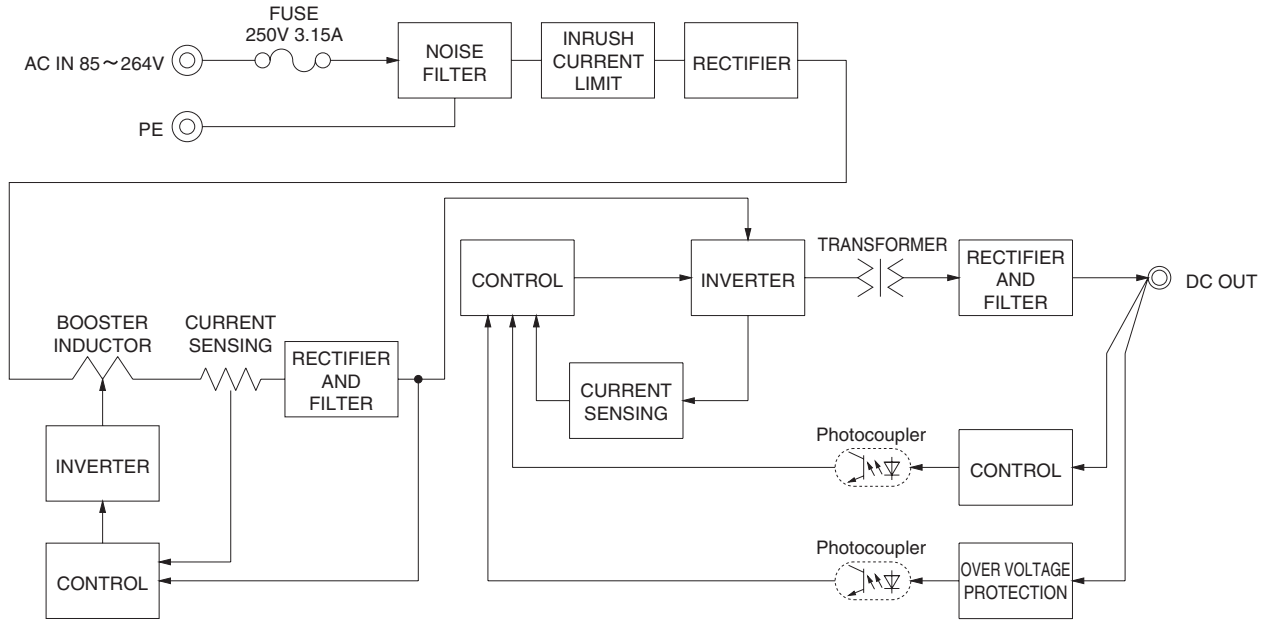 FUSE
250V 3.15A
AC IN 85～264V
NOISE
FILTER
INRUSH
CURRENT
LIMIT
RECTIFIER
PE
BOOSTER
INDUCTOR
CURRENT
SENSING
RECTIFIER
AND
FILTER
INVERTER
CONTROL
CONTROL
INVERTER
TRANSFORMER
RECTIFIER
AND
FILTER
DC OUT
CURRENT
SENSING
Photocoupler
CONTROL
Photocoupler
OVER VOLTAGE
PROTECTION